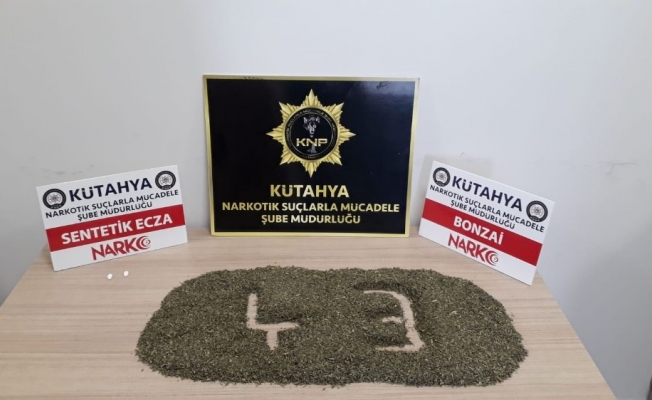 KÜTAHYA
NARKOTİK SUÇLARLA MÜCADELE
ŞUBE MÜDÜRLÜĞÜ
SENTETİK ECZA
NARKO
KNP
KÜTAHYA
NARKOTİK SUÇLARLA MÜCADELE
ŞUBE MÜDÜRLÜĞÜ
KÜTAHYA
NARKOTİK SUÇLARLA MÜCADELE
ŞUBE MÜDÜRLÜĞÜ
BONZAİ
NARKO
43